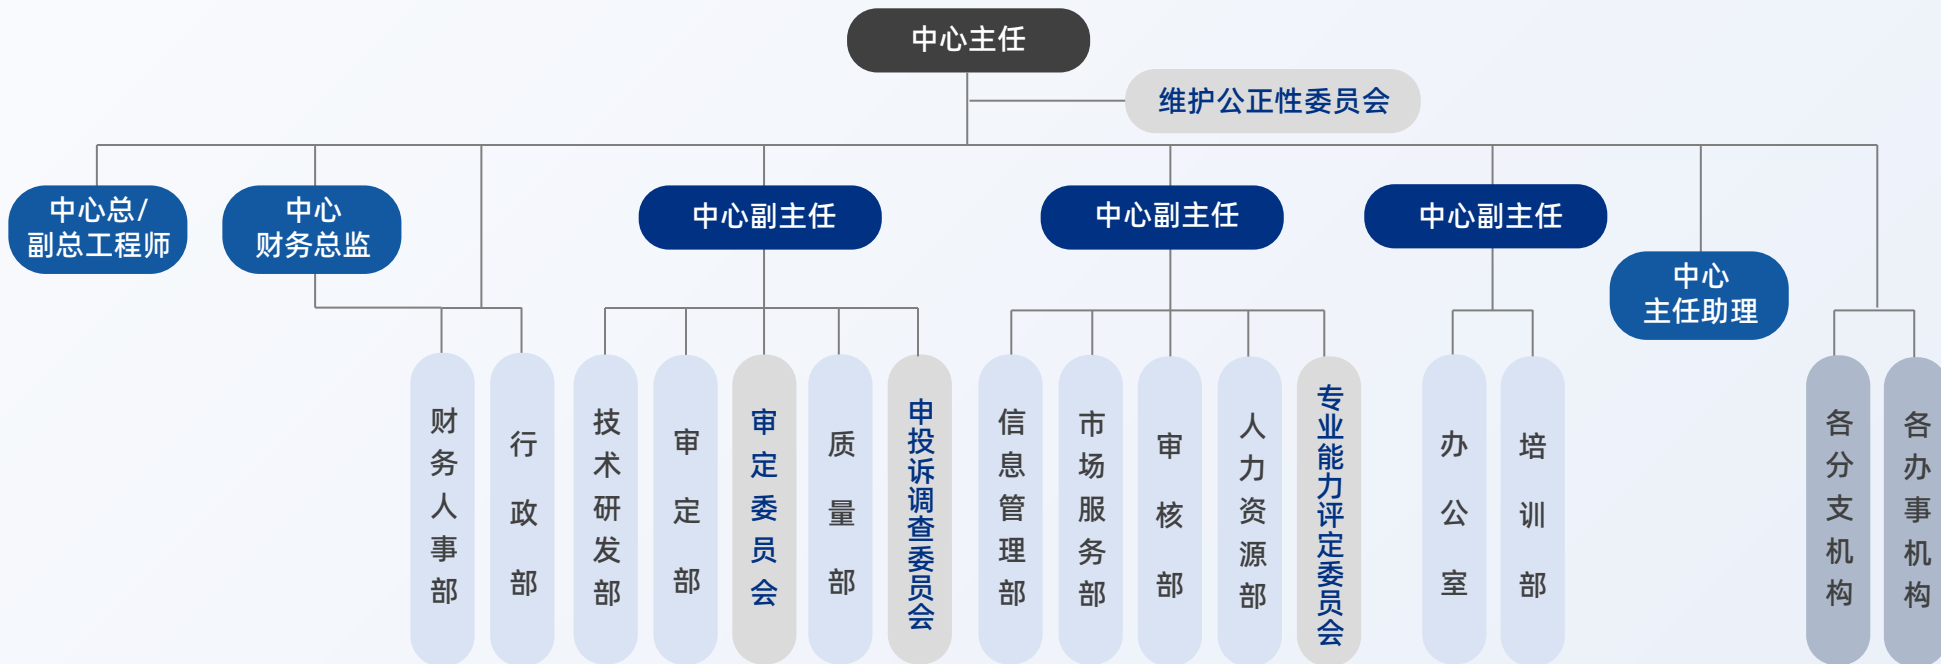 中心主任
维护公正性委员会
中心总/
副总工程师
中心
财务总监
中心副主任
中心副主任
中心副主任
中心
主任助理
财务人事部
行政部
技术研发部
审定部
审定委员会
质量部
申投诉调查委员会
信息管理部
市场服务部
审核部
人力资源部
专业能力评定委员会
办公室
培训部
各分支机构
各办事机构